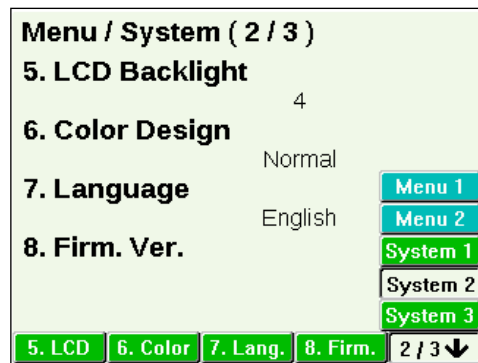 Menu / System ( 2 / 3 )
5. LCD Backlight
4
6. Color Design
Normal
7. Language
English
8. Firm. Ver.
Menu 1
Menu 2
System 1
System 2
System 3
5. LCD 6. Color 7. Lang. 8. Firm. 2 / 3 ↓